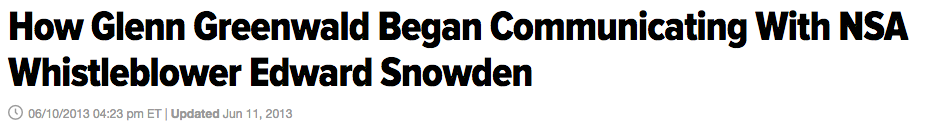 How Glenn Greenwald Began Communicating With NSA
Whistleblower Edward Snowden
06/10/2013 04:23 pm ET | Updated Jun 11, 2013